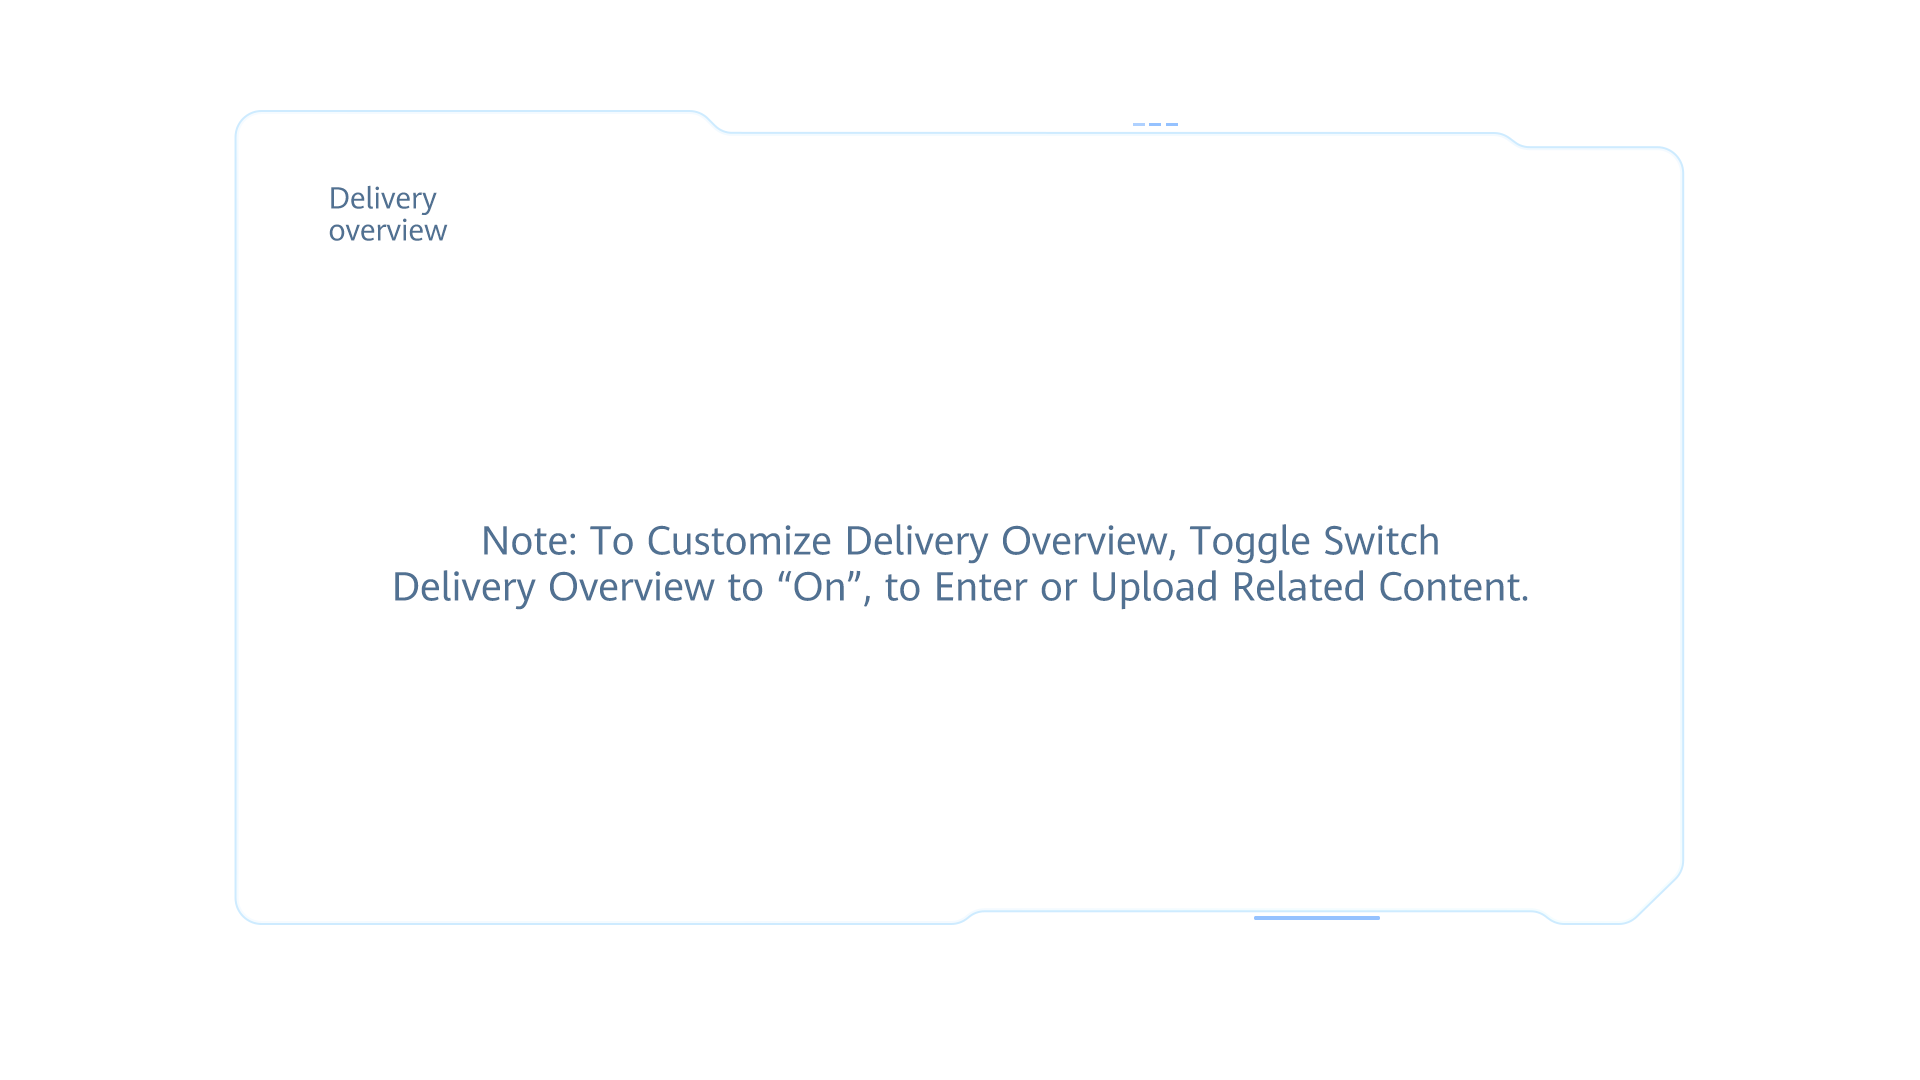 Delivery
overview
Note: To Customize Delivery Overview, Toggle Switch
Delivery Overview to “On”, to Enter or Upload Related Content.